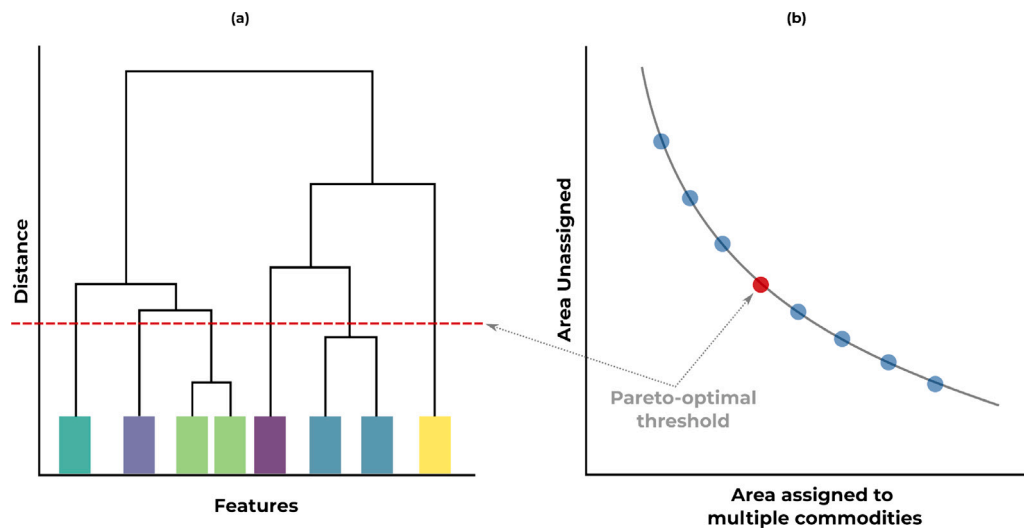 (a)
Distance
Features
(b)
Area Unassigned
Pareto-optimal
threshold
Area assigned to
multiple commodities